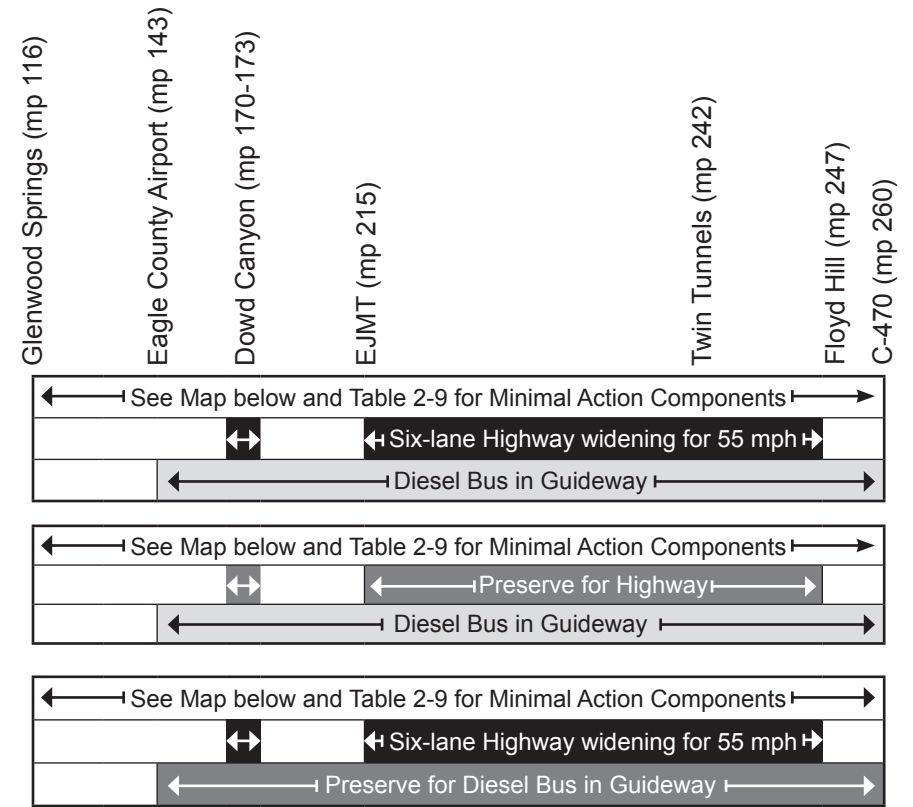 Glenwood Springs (mp 116)
Eagle County Airport (mp 143)
Dowd Canyon (mp 170-173)
EJMT (mp 215)
Twin Tunnels (mp 242)
Floyd Hill (mp 247)
C-470 (mp 260)
See Map below and Table 2-9 for Minimal Action Components
Six-lane Highway widening for 55 mph
Diesel Bus in Guideway
See Map below and Table 2-9 for Minimal Action Components
Preserve for Highway
Diesel Bus in Guideway
See Map below and Table 2-9 for Minimal Action Components
Six-lane Highway widening for 55 mph
Preserve for Diesel Bus in Guideway